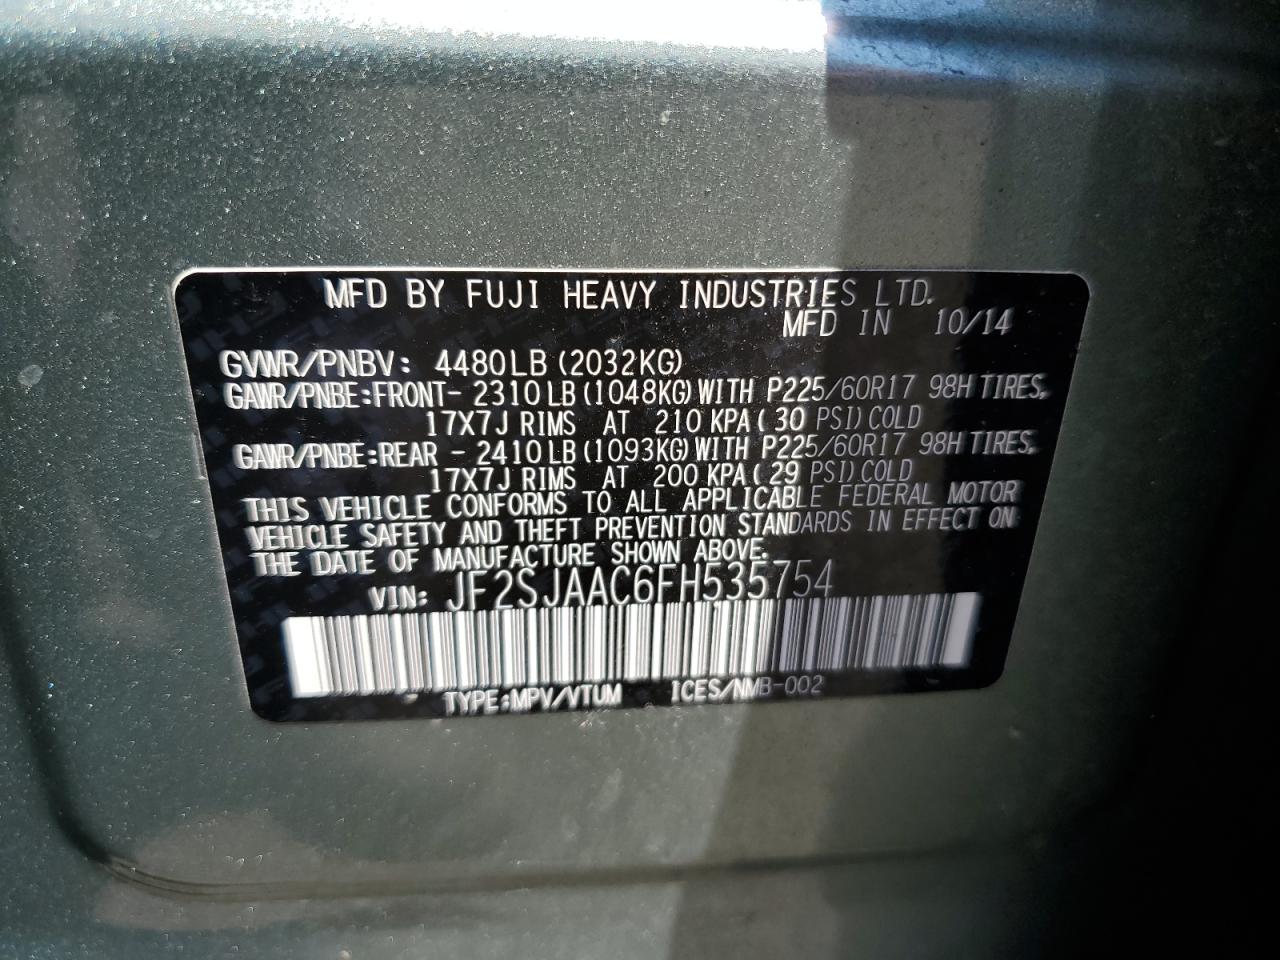 MFD BY FUJI HEAVY INDUSTRIES LTD.
MFD IN 10/14
GVWR/PNBV: 4480LB (2032KG)
GAWR/PNBE:FRONT- 2310LB (1048KG) WITH P225/60R17 98H TIRES,
17X7J RIMS AT 210 KPA( 30 PSI) COLD
GAWR/PNBE:REAR - 2410LB (1093KG) WITH P225/60R17 98H TIRES,
17X7J RIMS AT 200 KPA( 29 PSI) COLD
THIS VEHICLE CONFORMS TO ALL APPLICABLE FEDERAL MOTOR
VEHICLE SAFETY AND THEFT PREVENTION STANDARDS IN EFFECT ON
THE DATE OF MANUFACTURE SHOWN ABOVE.
VIN: JF2SJAAC6FH535754
TYPE:MPV/VTUM ICES/NMB-002